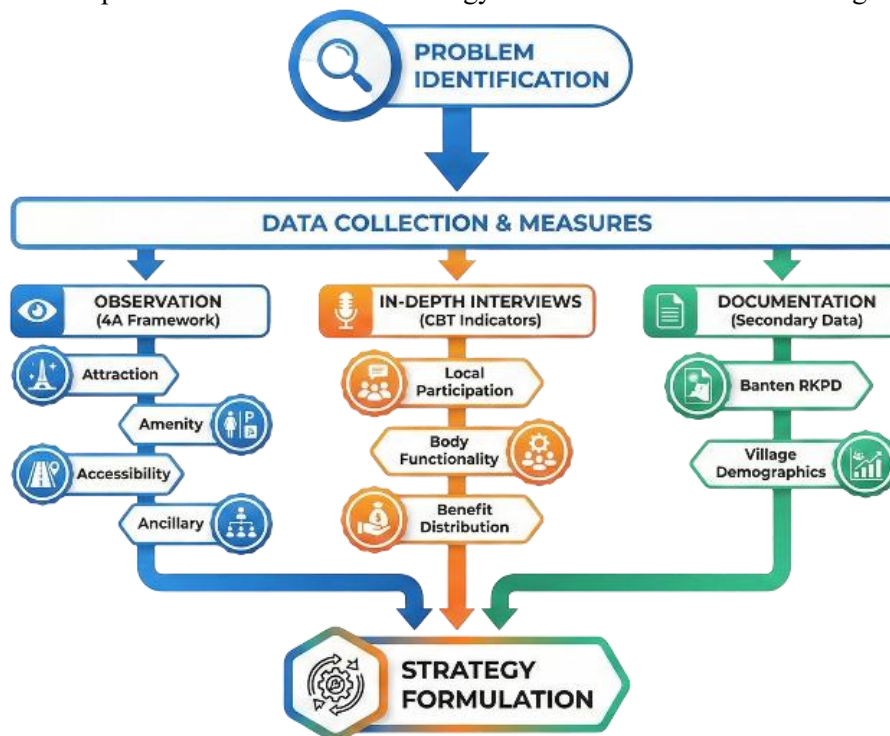 PROBLEM
IDENTIFICATION
DATA COLLECTION & MEASURES
OBSERVATION
(4A Framework)
Attraction
Amenity
P
Accessibility
Ancillary
IN-DEPTH INTERVIEWS
(CBT Indicators)
Local
Participation
Body
Functionality
Benefit
Distribution
DOCUMENTATION
(Secondary Data)
Banten RKPD
Village
Demographics
STRATEGY
FORMULATION